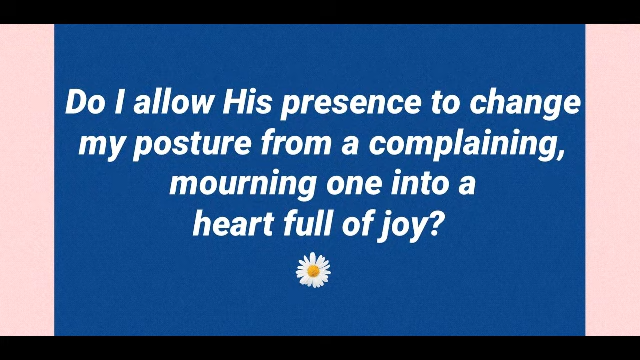 Do I allow His presence to change
my posture from a complaining,
mourning one into a
heart full of joy?